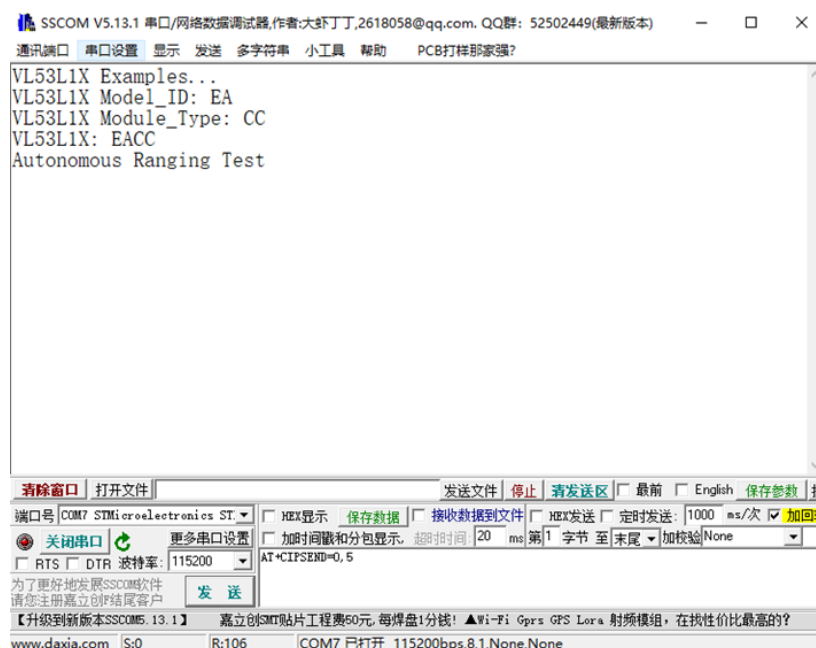 SSCOM V5.13.1 串口/网络数据调试器,作者:大虾丁丁,2618058@qq.com. QQ群: 52502449(最新版本)
通讯端口 串口设置 显示 发送 多字符串 小工具 帮助 PCB打样那家强?
VL53L1X Examples...
VL53L1X Model_ID: EA
VL53L1X Module_Type: CC
VL53L1X: EACC
Autonomous Ranging Test
清除窗口 打开文件 发送文件 停止 清发送区 最前 English 保存参数
端口号 COM7 STMicroelectronics ST. HEX显示 保存数据 接收数据到文件 HEX发送 定时发送: 1000 ms/次 加回
关闭串口 更多串口设置 加时间戳和分包显示, 超时时间: 20 ms 第1 字节 至 末尾 加校验 None
RTS DTR 波特率: 115200 AT+CIPSEND=0,5
为了更好地发展SSCOM软件
请您注册嘉立创F结尾客户
发 送
【升级到新版本SSCOM5.13.1】 嘉立创SMT贴片工程费50元,每焊盘1分钱! ▲Wi-Fi Gprs GPS Lora 射频模组，在找性价比最高的?
www.daxia.com S:0 R:106 COM7 已打开 115200bps,8,1,None,None